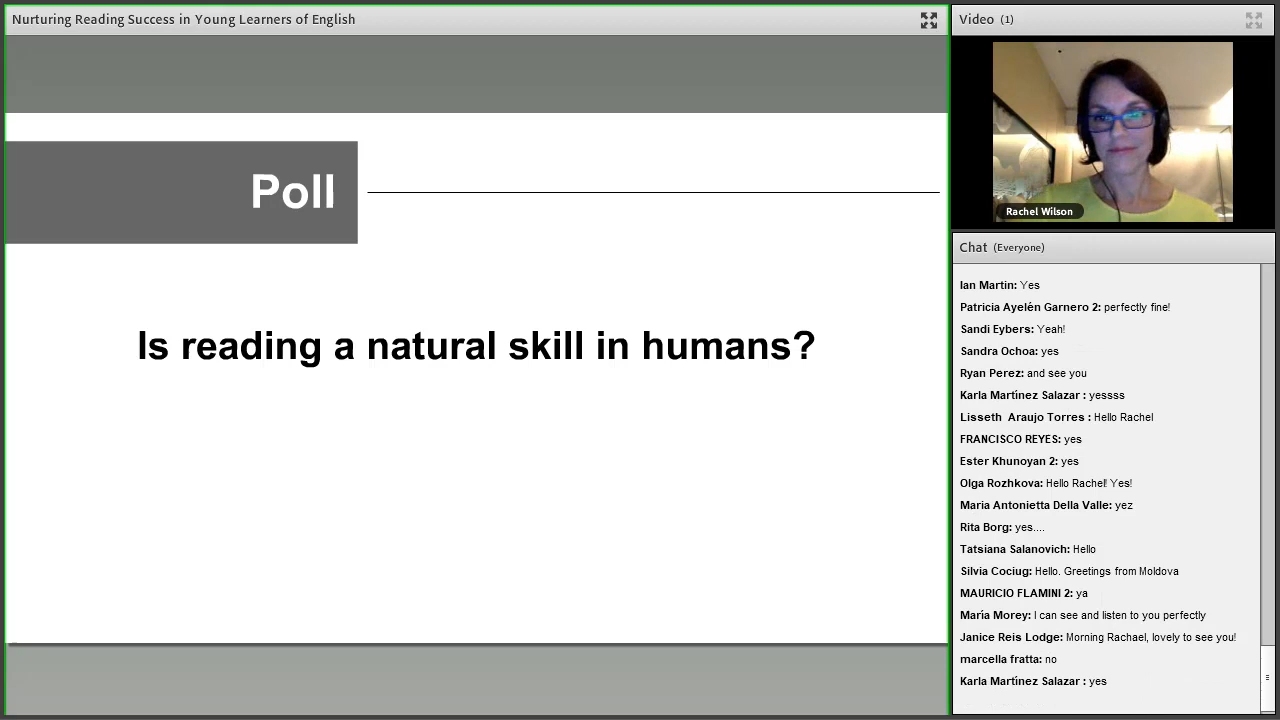 Nurturing Reading Success in Young Learners of English
Poll
Is reading a natural skill in humans?
Video (1)
Rachel Wilson
Chat (Everyone)
Ian Martin: Yes
Patricia Ayelén Garnero 2: perfectly fine!
Sandi Eybers: Yeah!
Sandra Ochoa: yes
Ryan Perez: and see you
Karla Martínez Salazar : yessss
Lisseth Araujo Torres : Hello Rachel
FRANCISCO REYES: yes
Ester Khunoyan 2: yes
Olga Rozhkova: Hello Rachel! Yes!
Maria Antonietta Della Valle: yez
Rita Borg: yes....
Tatsiana Salanovich: Hello
Silvia Cociug: Hello. Greetings from Moldova
MAURICIO FLAMINI 2: ya
María Morey: I can see and listen to you perfectly
Janice Reis Lodge: Morning Rachael, lovely to see you!
marcella fratta: no
Karla Martínez Salazar : yes